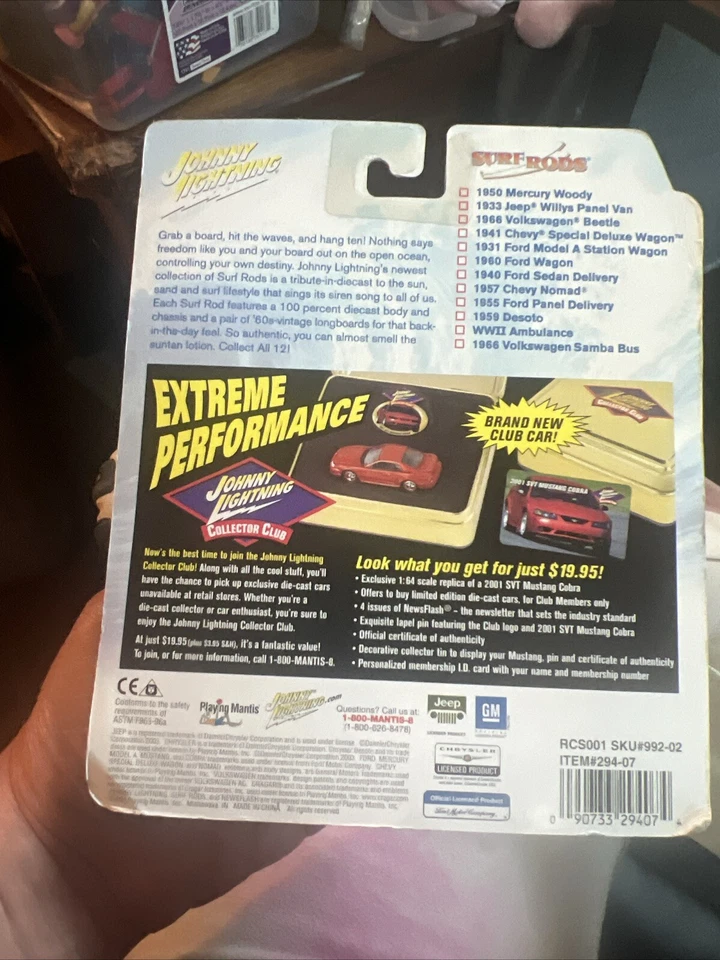 JOHNNY
LIGHTNING
SURF RODS
1950 Mercury Woody
1933 Jeep® Willys Panel Van
1966 Volkswagen® Beetle
1941 Chevy® Special Deluxe Wagon™
1931 Ford Model A Station Wagon
1960 Ford Wagon
1940 Ford Sedan Delivery
1957 Chevy Nomad®
1955 Ford Panel Delivery
1959 Desoto
WWII Ambulance
1966 Volkswagen Samba Bus
Grab a board, hit the waves, and hang ten! Nothing says
freedom like you and your board out on the open ocean,
controlling your own destiny. Johnny Lightning's newest
collection of Surf Rods is a tribute-in-diecast to the sun,
sand and surf lifestyle that sings its siren song to all of us.
Each Surf Rod features a 100 percent diecast body and
chassis and a pair of '60s-vintage longboards for that back-
in-the-day feel. So authentic, you can almost smell the
suntan lotion. Collect All 12!
EXTREME
PERFORMANCE
JOHNNY
LIGHTNING
COLLECTOR CLUB
BRAND NEW
CLUB CAR!
2001 SVT MUSTANG COBRA
Now's the best time to join the Johnny Lightning
Collector Club! Along with all the cool stuff, you'll
have the chance to pick up exclusive die-cast cars
unavailable at retail stores. Whether you're a
die-cast collector or car enthusiast, you're sure to
enjoy the Johnny Lightning Collector Club.
At just $19.95 (plus $3.95 S&H), it's a fantastic value!
To join, or for more information, call 1-800-MANTIS-8.
Look what you get for just $19.95!
• Exclusive 1:64 scale replica of a 2001 SVT Mustang Cobra
• Offers to buy limited edition die-cast cars, for Club Members only
• 4 issues of NewsFlash® – the newsletter that sets the industry standard
• Exquisite lapel pin featuring the Club logo and 2001 SVT Mustang Cobra
• Official certificate of authenticity
• Decorative collector tin to display your Mustang, pin and certificate of authenticity
• Personalized membership I.D. card with your name and membership number
CE
Conforms to the safety
requirements of
ASTM F963-96a
Playing Mantis
JOHNNY
LIGHTNING.com
Questions? Call us at:
1-800-MANTIS-8
(1-800-626-8478)
Jeep
GM
CHRYSLER
LICENSED PRODUCT
Official Licensed Product
Ford Motor Company
RCS001 SKU#992-02
ITEM#294-07
0 90733 29407 4